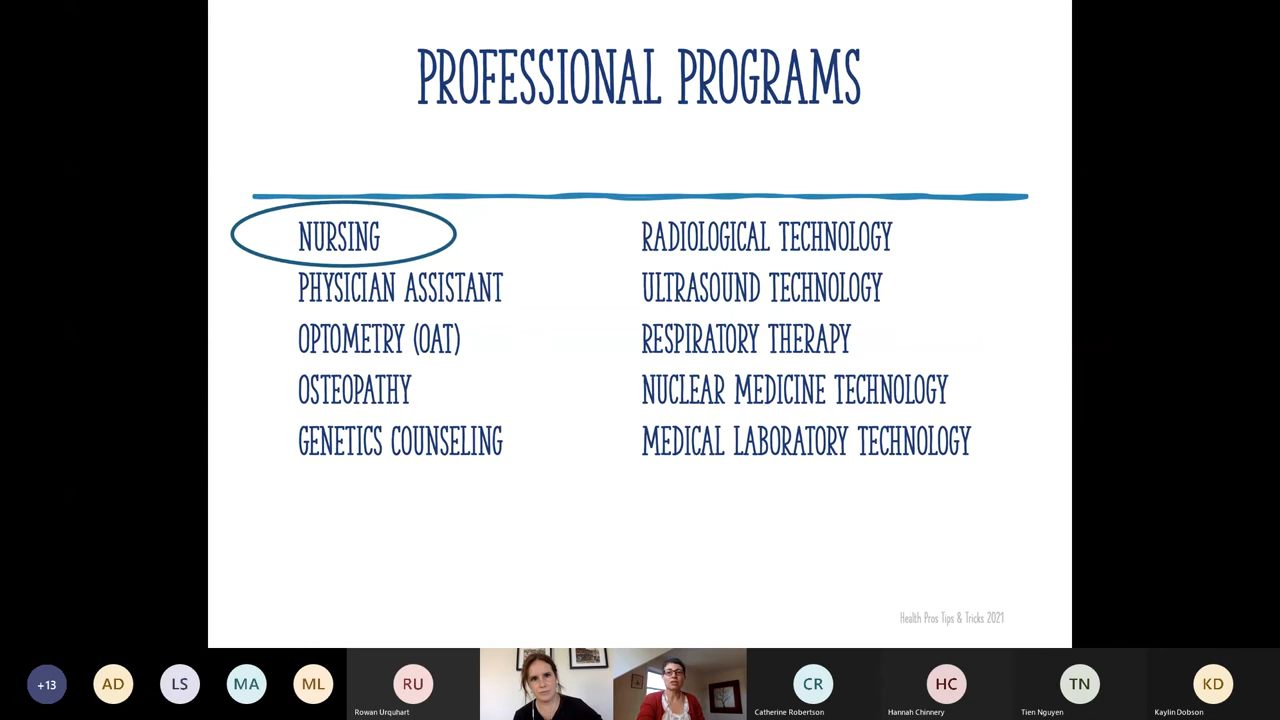 PROFESSIONAL PROGRAMS
NURSING
PHYSICIAN ASSISTANT
OPTOMETRY (OAT)
OSTEOPATHY
GENETICS COUNSELING
RADIOLOGICAL TECHNOLOGY
ULTRASOUND TECHNOLOGY
RESPIRATORY THERAPY
NUCLEAR MEDICINE TECHNOLOGY
MEDICAL LABORATORY TECHNOLOGY
Health Pros Tips & Tricks 2021
+13
AD
LS
MA
ML
RU
Rowan Urquhart
CR
Catherine Robertson
HC
Hannah Chinnery
TN
Tien Nguyen
KD
Kaylin Dobson